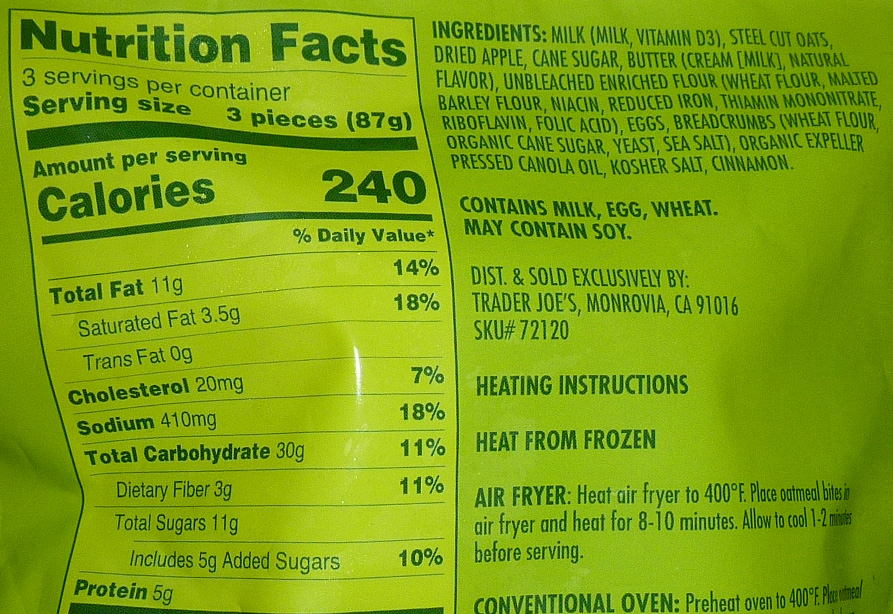 Nutrition Facts
3 servings per container
Serving size 3 pieces (87g)
Amount per serving
Calories 240
% Daily Value*
Total Fat 11g 14%
Saturated Fat 3.5g 18%
Trans Fat 0g
Cholesterol 20mg 7%
Sodium 410mg 18%
Total Carbohydrate 30g 11%
Dietary Fiber 3g 11%
Total Sugars 11g
Includes 5g Added Sugars 10%
Protein 5g
INGREDIENTS: MILK (MILK, VITAMIN D3), STEEL CUT OATS,
DRIED APPLE, CANE SUGAR, BUTTER (CREAM [MILK], NATURAL
FLAVOR), UNBLEACHED ENRICHED FLOUR (WHEAT FLOUR, MALTED
BARLEY FLOUR, NIACIN, REDUCED IRON, THIAMIN MONONITRATE,
RIBOFLAVIN, FOLIC ACID), EGGS, BREADCRUMBS (WHEAT FLOUR,
ORGANIC CANE SUGAR, YEAST, SEA SALT), ORGANIC EXPELLER
PRESSED CANOLA OIL, KOSHER SALT, CINNAMON.
CONTAINS MILK, EGG, WHEAT.
MAY CONTAIN SOY.
DIST. & SOLD EXCLUSIVELY BY:
TRADER JOE'S, MONROVIA, CA 91016
SKU# 72120
HEATING INSTRUCTIONS
HEAT FROM FROZEN
AIR FRYER: Heat air fryer to 400°F. Place oatmeal bites in
air fryer and heat for 8-10 minutes. Allow to cool 1-2 minutes
before serving.
CONVENTIONAL OVEN: Preheat oven to 400°F. Place oatmeal